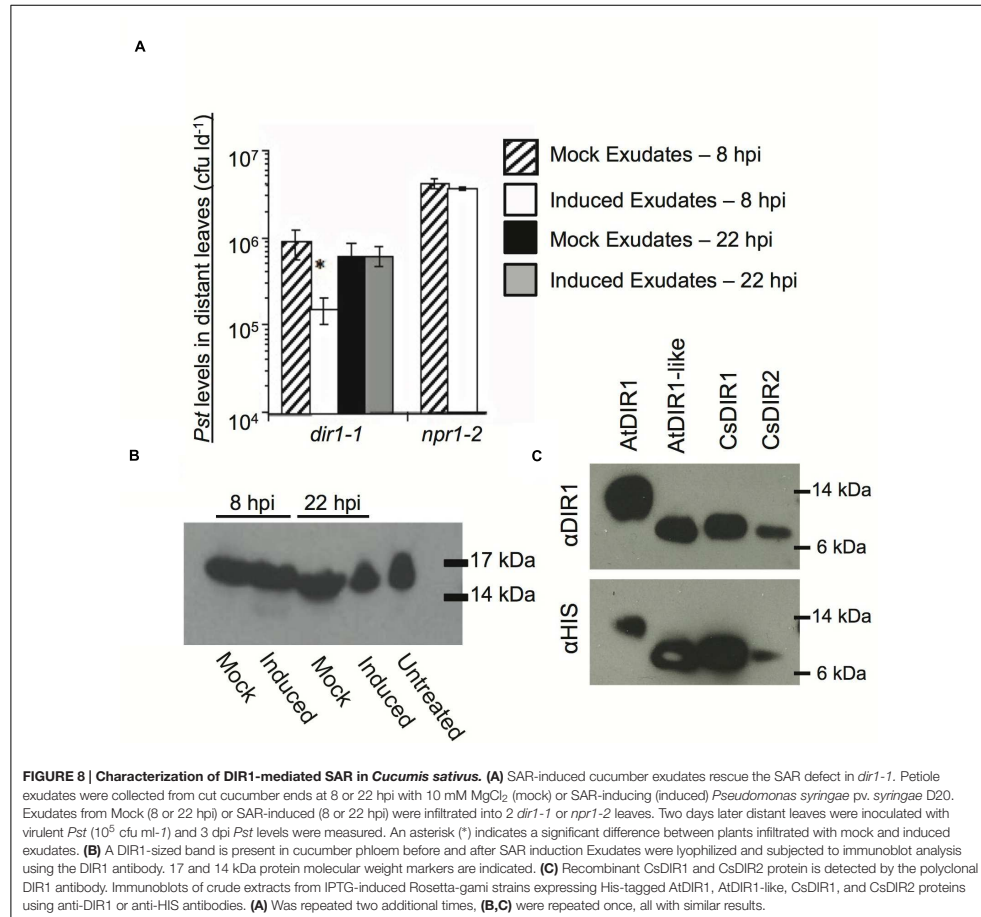 A
Pst levels in distant leaves (cfu ld-1)
10^7
10^6
10^5
10^4
*
dir1-1 npr1-2
Mock Exudates – 8 hpi
Induced Exudates – 8 hpi
Mock Exudates – 22 hpi
Induced Exudates – 22 hpi
B
8 hpi 22 hpi
17 kDa
14 kDa
Mock
Induced
Mock
Induced
Untreated
C
AtDIR1
AtDIR1-like
CsDIR1
CsDIR2
αDIR1
14 kDa
6 kDa
αHIS
14 kDa
6 kDa
FIGURE 8 | Characterization of DIR1-mediated SAR in Cucumis sativus. (A) SAR-induced cucumber exudates rescue the SAR defect in dir1-1. Petiole
exudates were collected from cut cucumber ends at 8 or 22 hpi with 10 mM MgCl₂ (mock) or SAR-inducing (induced) Pseudomonas syringae pv. syringae D20.
Exudates from Mock (8 or 22 hpi) or SAR-induced (8 or 22 hpi) were infiltrated into 2 dir1-1 or npr1-2 leaves. Two days later distant leaves were inoculated with
virulent Pst (10⁵ cfu ml-¹) and 3 dpi Pst levels were measured. An asterisk (*) indicates a significant difference between plants infiltrated with mock and induced
exudates. (B) A DIR1-sized band is present in cucumber phloem before and after SAR induction Exudates were lyophilized and subjected to immunoblot analysis
using the DIR1 antibody. 17 and 14 kDa protein molecular weight markers are indicated. (C) Recombinant CsDIR1 and CsDIR2 protein is detected by the polyclonal
DIR1 antibody. Immunoblots of crude extracts from IPTG-induced Rosetta-gami strains expressing His-tagged AtDIR1, AtDIR1-like, CsDIR1, and CsDIR2 proteins
using anti-DIR1 or anti-HIS antibodies. (A) Was repeated two additional times, (B,C) were repeated once, all with similar results.